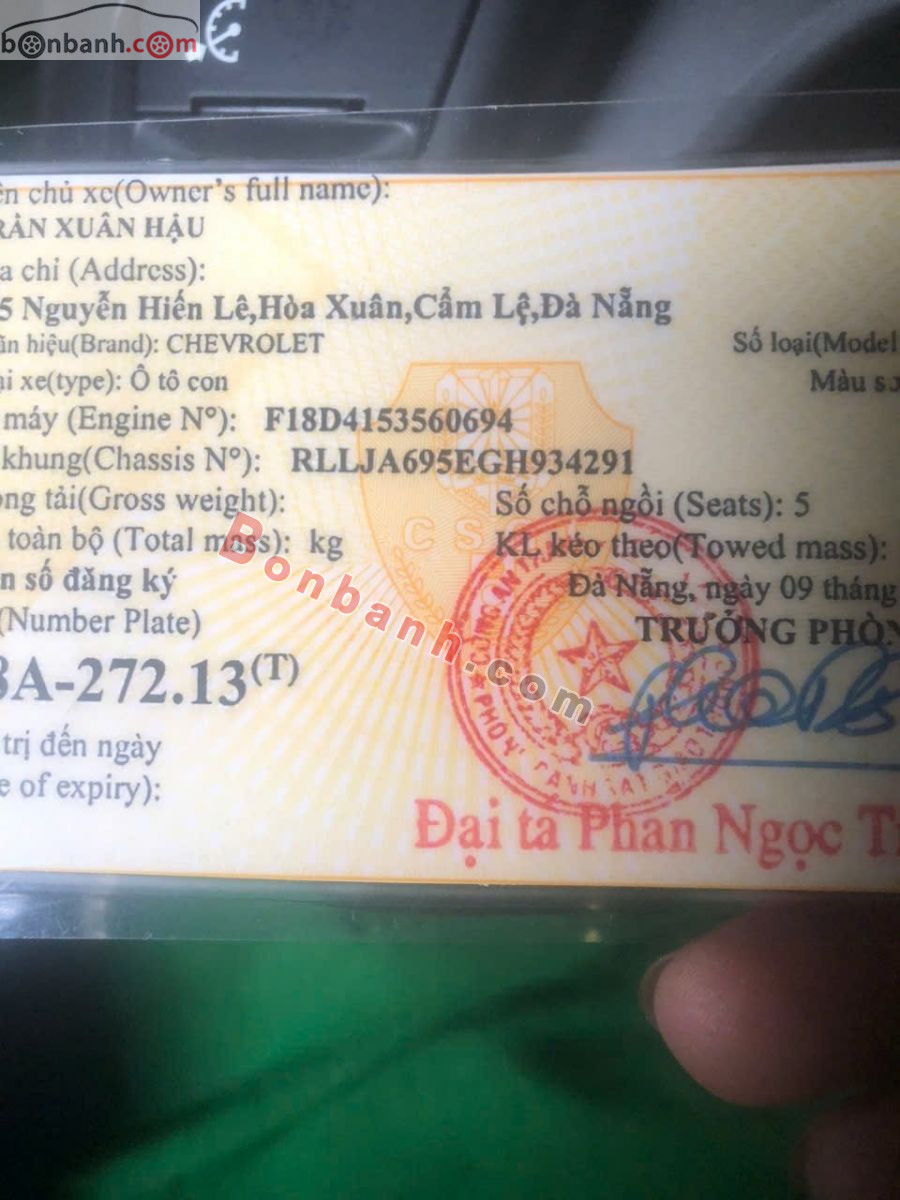 bonbanh.com
ên chủ xe(Owner's full name):
RẦN XUÂN HẬU
a chỉ (Address):
5 Nguyễn Hiến Lê,Hòa Xuân,Cẩm Lệ,Đà Nẵng
ãn hiệu(Brand): CHEVROLET Số loại(Model
ại xe(type): Ô tô con Màu sơ
máy (Engine N°): F18D4153560694
khung(Chassis N°): RLLJA695EGH934291
ọng tải(Gross weight): Số chỗ ngồi (Seats): 5
toàn bộ (Total mass): kg KL kéo theo(Towed mass):
n số đăng ký Đà Nẵng, ngày 09 tháng
(Number Plate) TRƯỞNG PHÒN
3A-272.13(T)
trị đến ngày
e of expiry):
Đại tá Phan Ngọc T
Bonbanh.com